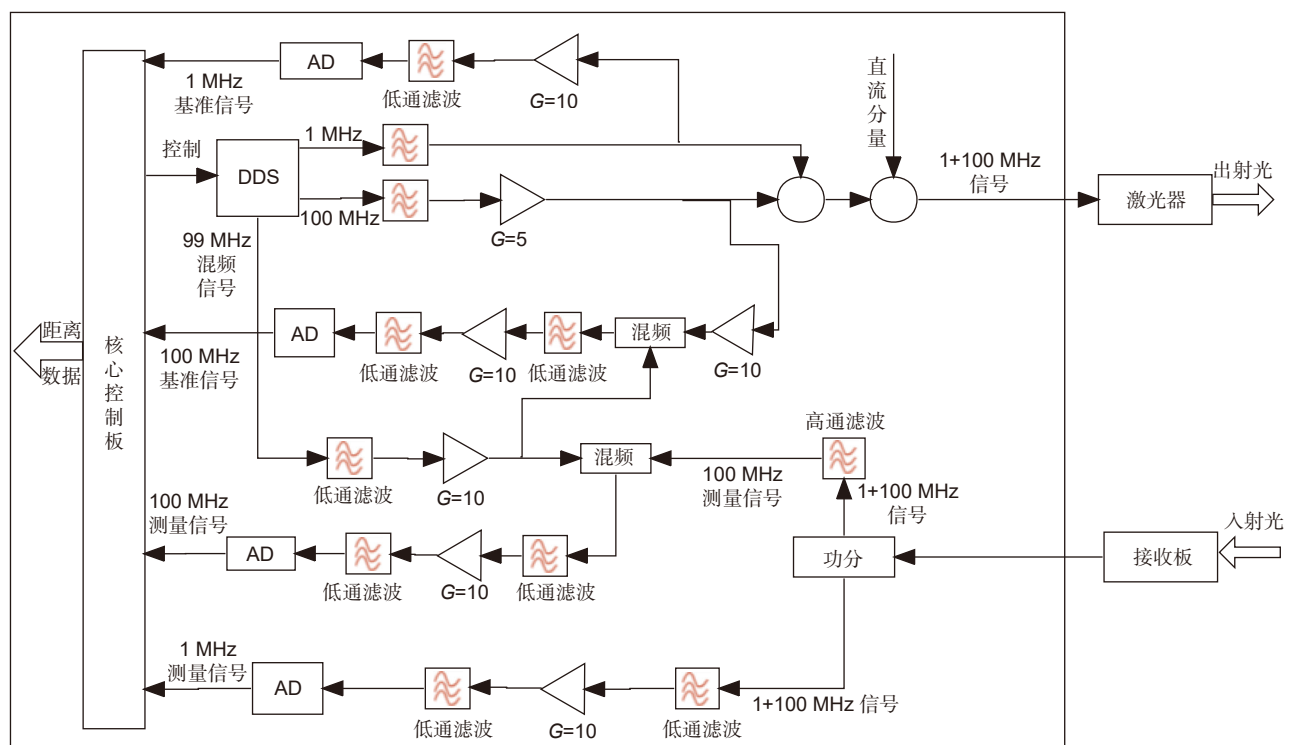 AD
1 MHz
基准信号
低通滤波
G=10
直流分量
控制
DDS
1 MHz
100 MHz
G=5
1+100 MHz
信号
激光器
出射光
99 MHz
混频
信号
距离
数据
核心控制板
AD
100 MHz
基准信号
低通滤波
G=10
低通滤波
混频
G=10
低通滤波
G=10
混频
100 MHz
测量信号
高通滤波
1+100 MHz
信号
100 MHz
测量信号
AD
低通滤波
G=10
低通滤波
功分
接收板
入射光
1 MHz
测量信号
AD
低通滤波
G=10
低通滤波
1+100 MHz 信号